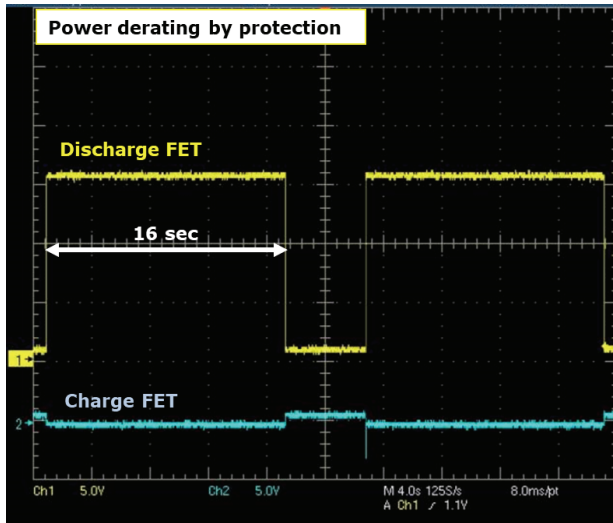 Power derating by protection
Discharge FET
16 sec
1
Charge FET
2
Ch1 5.0V Ch2 5.0V M 4.0s 125S/s 8.0ms/pt
A Ch1 / 1.1V